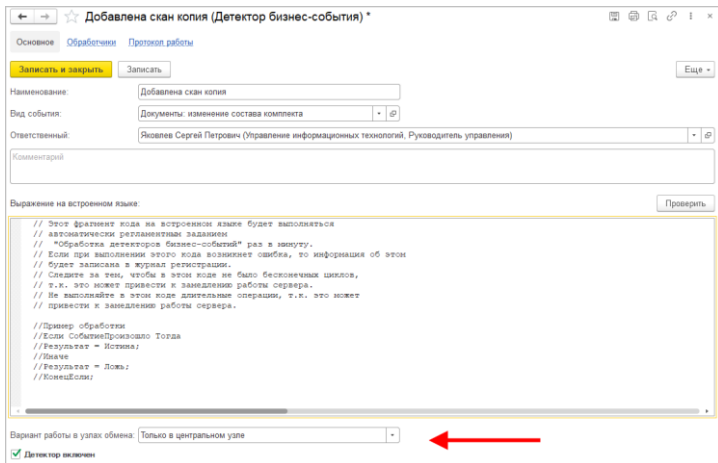 Добавлена скан копия (Детектор бизнес-события) *
Основное Обработчики Протокол работы
Записать и закрыть Записать Еще
Наименование: Добавлена скан копия
Вид события: Документы: изменение состава комплекта
Ответственный: Яковлев Сергей Петрович (Управление информационных технологий, Руководитель управления)
Комментарий
Выражение на встроенном языке: Проверить
// Этот фрагмент кода на встроенном языке будет выполняться
// автоматически регламентным заданием
// "Обработка детекторов бизнес-событий" раз в минуту.
// Если при выполнении этого кода возникнет ошибка, то информация об этом
// будет записана в журнал регистрации.
// Следите за тем, чтобы в этом коде не было бесконечных циклов,
// т.к. это может привести к замедлению работы сервера.
// Не выполняйте в этом коде длительные операции, т.к. это может
// привести к замедлению работы сервера.
//Пример обработки
//Если СобытиеПроизошло Тогда
//Результат = Истина;
//Иначе
//Результат = Ложь;
//КонецЕсли;
Вариант работы в узлах обмена: Только в центральном узле
Детектор включен